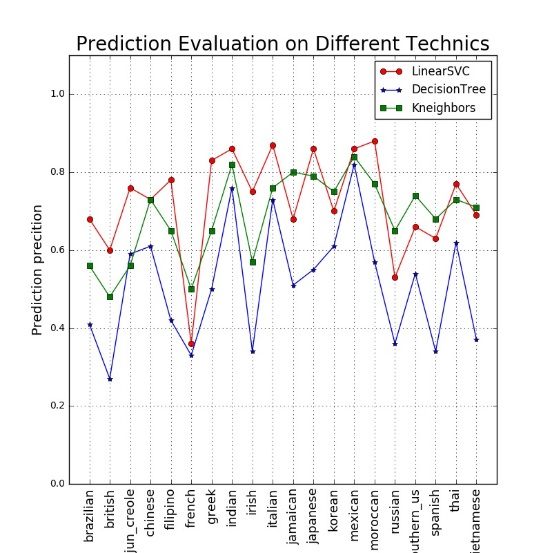 Prediction Evaluation on Different Technics
LinearSVC
DecisionTree
Kneighbors
Prediction precition
1.0
0.8
0.6
0.4
0.2
0.0
brazilian
british
jun_creole
chinese
filipino
french
greek
indian
irish
italian
jamaican
japanese
korean
mexican
moroccan
russian
outhern_us
spanish
thai
ietnamese